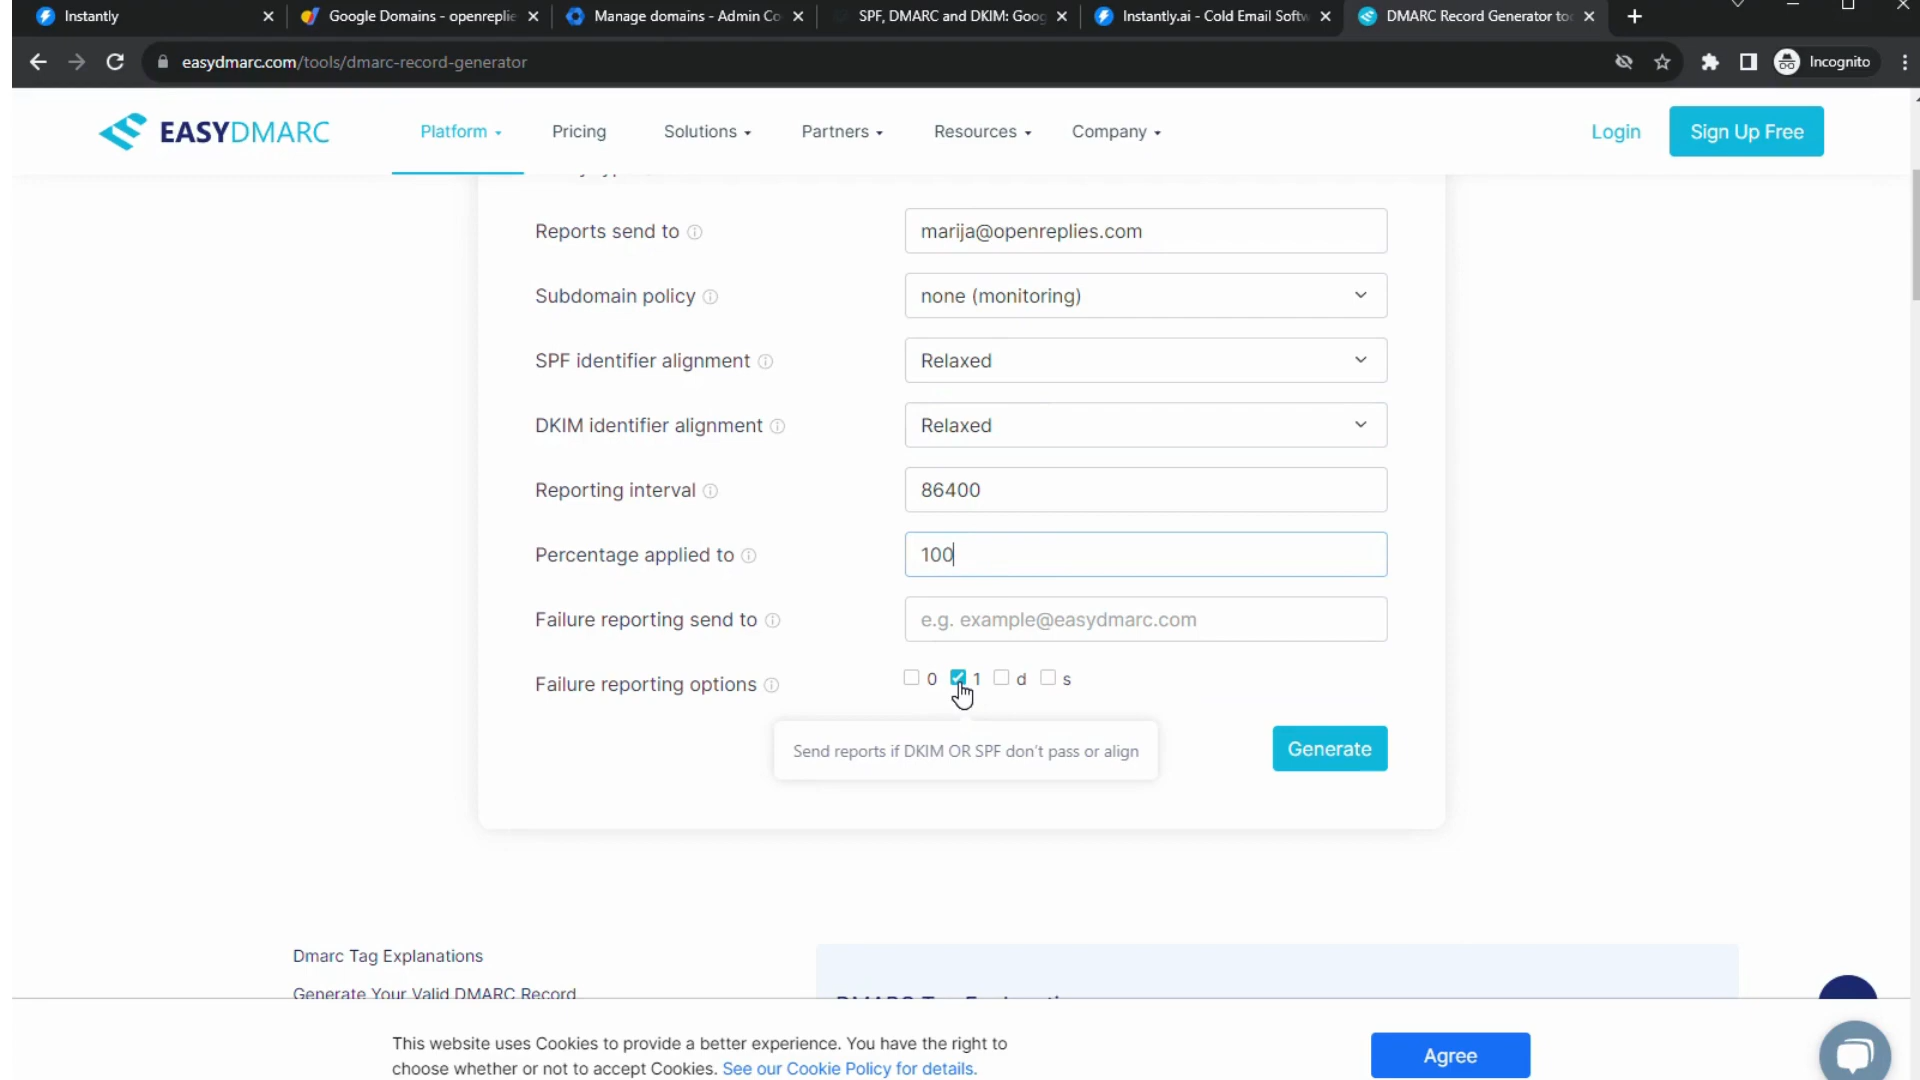 Instantly
Google Domains - openreplie
Manage domains - Admin Co
SPF, DMARC and DKIM: Goog
Instantly.ai - Cold Email Softw
DMARC Record Generator to
easydmarc.com/tools/dmarc-record-generator
Incognito
EASYDMARC
Platform
Pricing
Solutions
Partners
Resources
Company
Login
Sign Up Free
Reports send to
marija@openreplies.com
Subdomain policy
none (monitoring)
SPF identifier alignment
Relaxed
DKIM identifier alignment
Relaxed
Reporting interval
86400
Percentage applied to
100
Failure reporting send to
e.g. example@easydmarc.com
Failure reporting options
0 1 d s
Send reports if DKIM OR SPF don't pass or align
Generate
Dmarc Tag Explanations
Generate Your Valid DMARC Record
This website uses Cookies to provide a better experience. You have the right to
choose whether or not to accept Cookies. See our Cookie Policy for details.
Agree